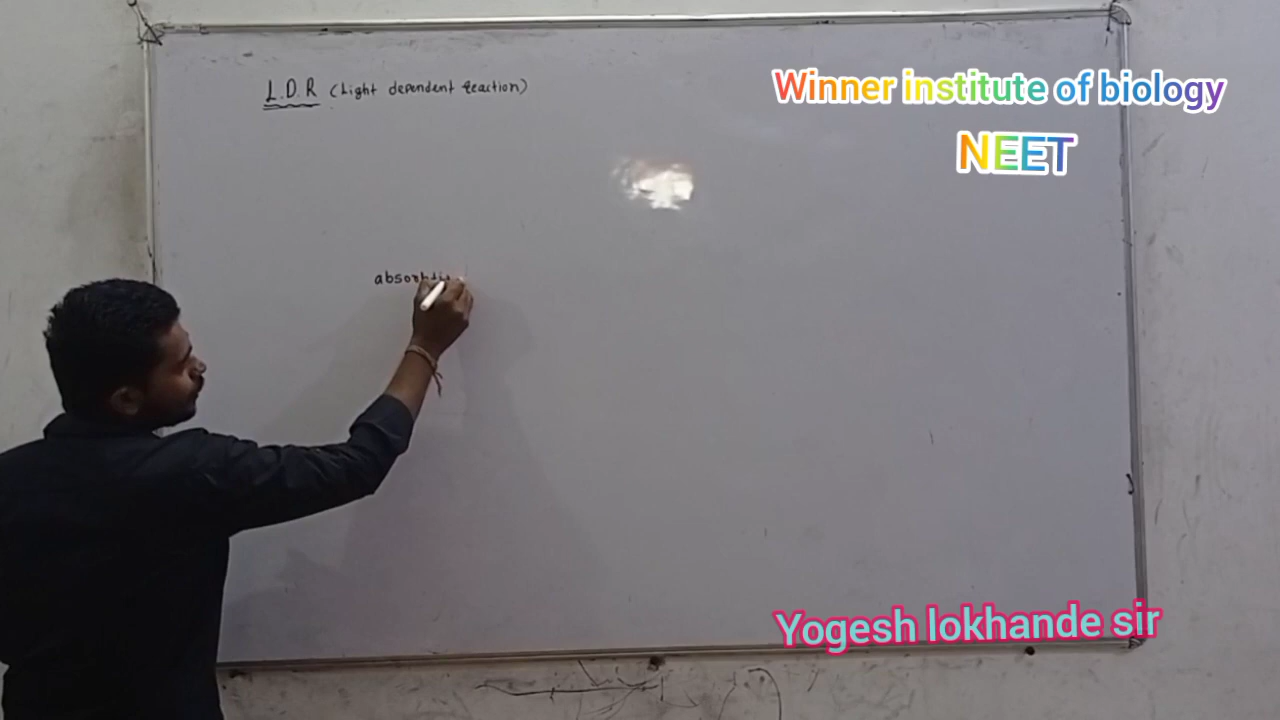 L.D.R (Light dependent reaction)
Winner institute of biology
NEET
Yogesh lokhande sir